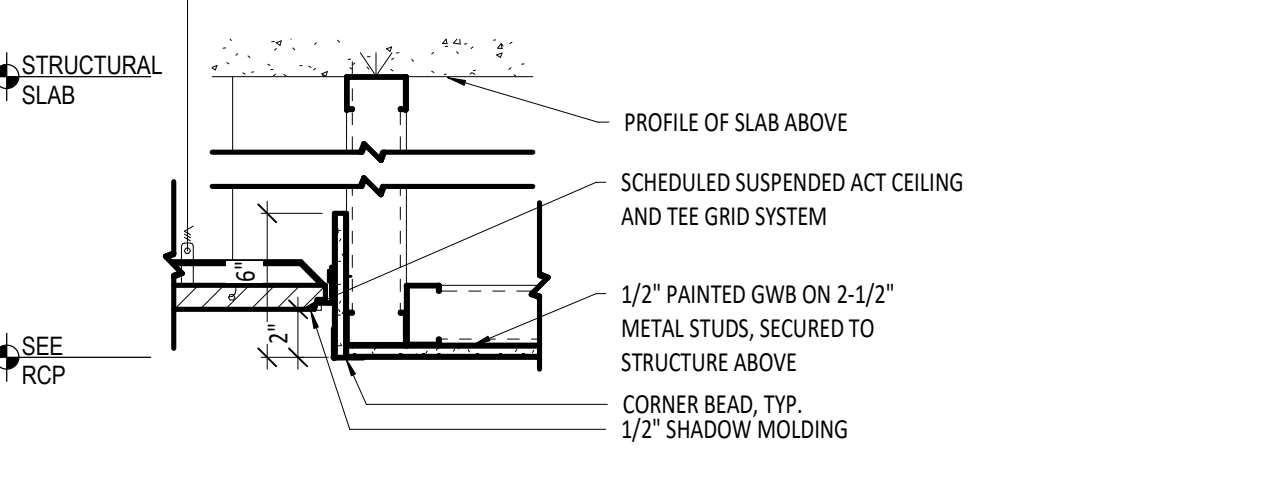 STRUCTURAL
SLAB
PROFILE OF SLAB ABOVE
SCHEDULED SUSPENDED ACT CEILING
AND TEE GRID SYSTEM
6"
2"
1/2" PAINTED GWB ON 2-1/2"
METAL STUDS, SECURED TO
STRUCTURE ABOVE
SEE
RCP
CORNER BEAD, TYP.
1/2" SHADOW MOLDING